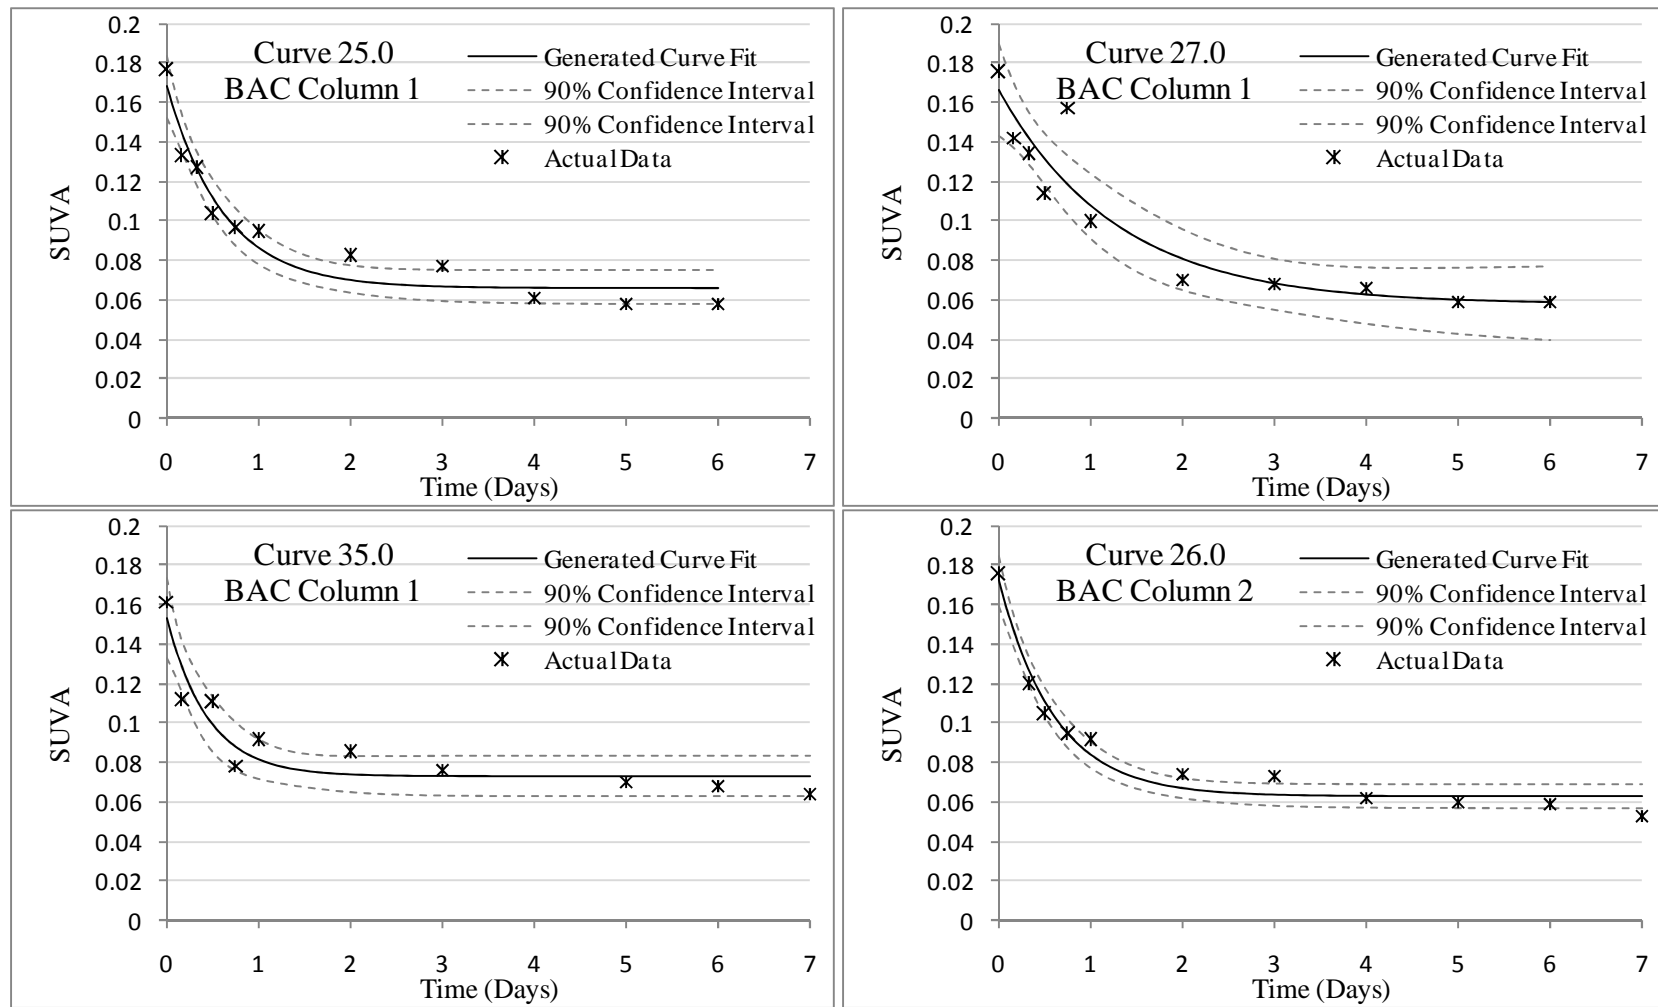 0.2
0.18
0.16
0.14
0.12
0.1
0.08
0.06
0.04
0.02
0
SUVA
Curve 25.0
BAC Column 1
Generated Curve Fit
90% Confidence Interval
90% Confidence Interval
Actual Data
0 1 2 3 4 5 6 7
Time (Days)
0.2
0.18
0.16
0.14
0.12
0.1
0.08
0.06
0.04
0.02
0
SUVA
Curve 27.0
BAC Column 1
Generated Curve Fit
90% Confidence Interval
90% Confidence Interval
Actual Data
0 1 2 3 4 5 6 7
Time (Days)
0.2
0.18
0.16
0.14
0.12
0.1
0.08
0.06
0.04
0.02
0
SUVA
Curve 35.0
BAC Column 1
Generated Curve Fit
90% Confidence Interval
90% Confidence Interval
Actual Data
0 1 2 3 4 5 6 7
Time (Days)
0.2
0.18
0.16
0.14
0.12
0.1
0.08
0.06
0.04
0.02
0
SUVA
Curve 26.0
BAC Column 2
Generated Curve Fit
90% Confidence Interval
90% Confidence Interval
Actual Data
0 1 2 3 4 5 6 7
Time (Days)